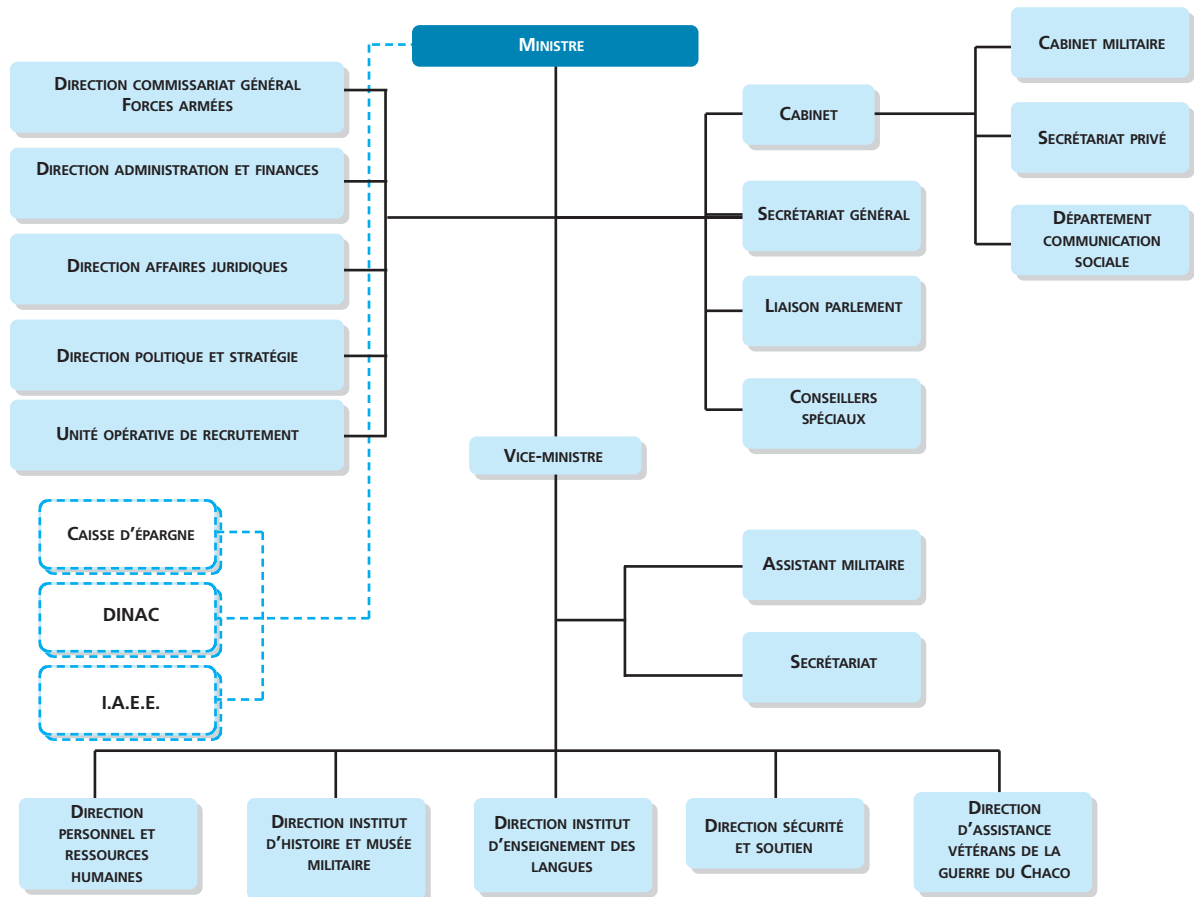 Ministre
Direction commissariat général
Forces armées
Direction administration et finances
Direction affaires juridiques
Direction politique et stratégie
Unité opérative de recrutement
Cabinet
Secrétariat général
Liaison parlement
Conseillers
spéciaux
Cabinet militaire
Secrétariat privé
Département
communication
sociale
Vice-ministre
Caisse d'épargne
DINAC
I.A.E.E.
Assistant militaire
Secrétariat
Direction
personnel et
ressources
humaines
Direction institut
d'histoire et musée
militaire
Direction institut
d'enseignement des
langues
Direction sécurité
et soutien
Direction
d'assistance
vétérans de la
guerre du Chaco